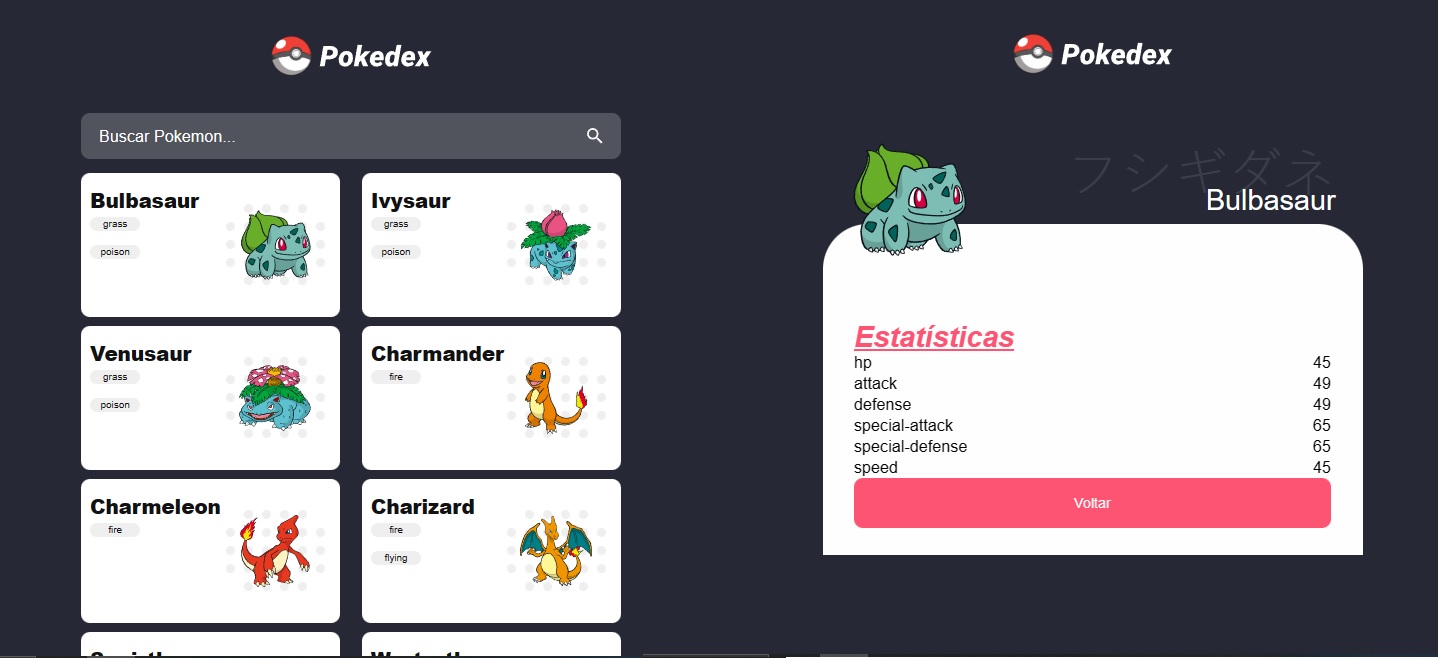 Pokedex
Buscar Pokemon...
Bulbasaur
grass
poison
Ivysaur
grass
poison
Venusaur
grass
poison
Charmander
fire
Charmeleon
fire
Charizard
fire
flying
Pokedex
フシギダネ
Bulbasaur
Estatísticas
hp 45
attack 49
defense 49
special-attack 65
special-defense 65
speed 45
Voltar